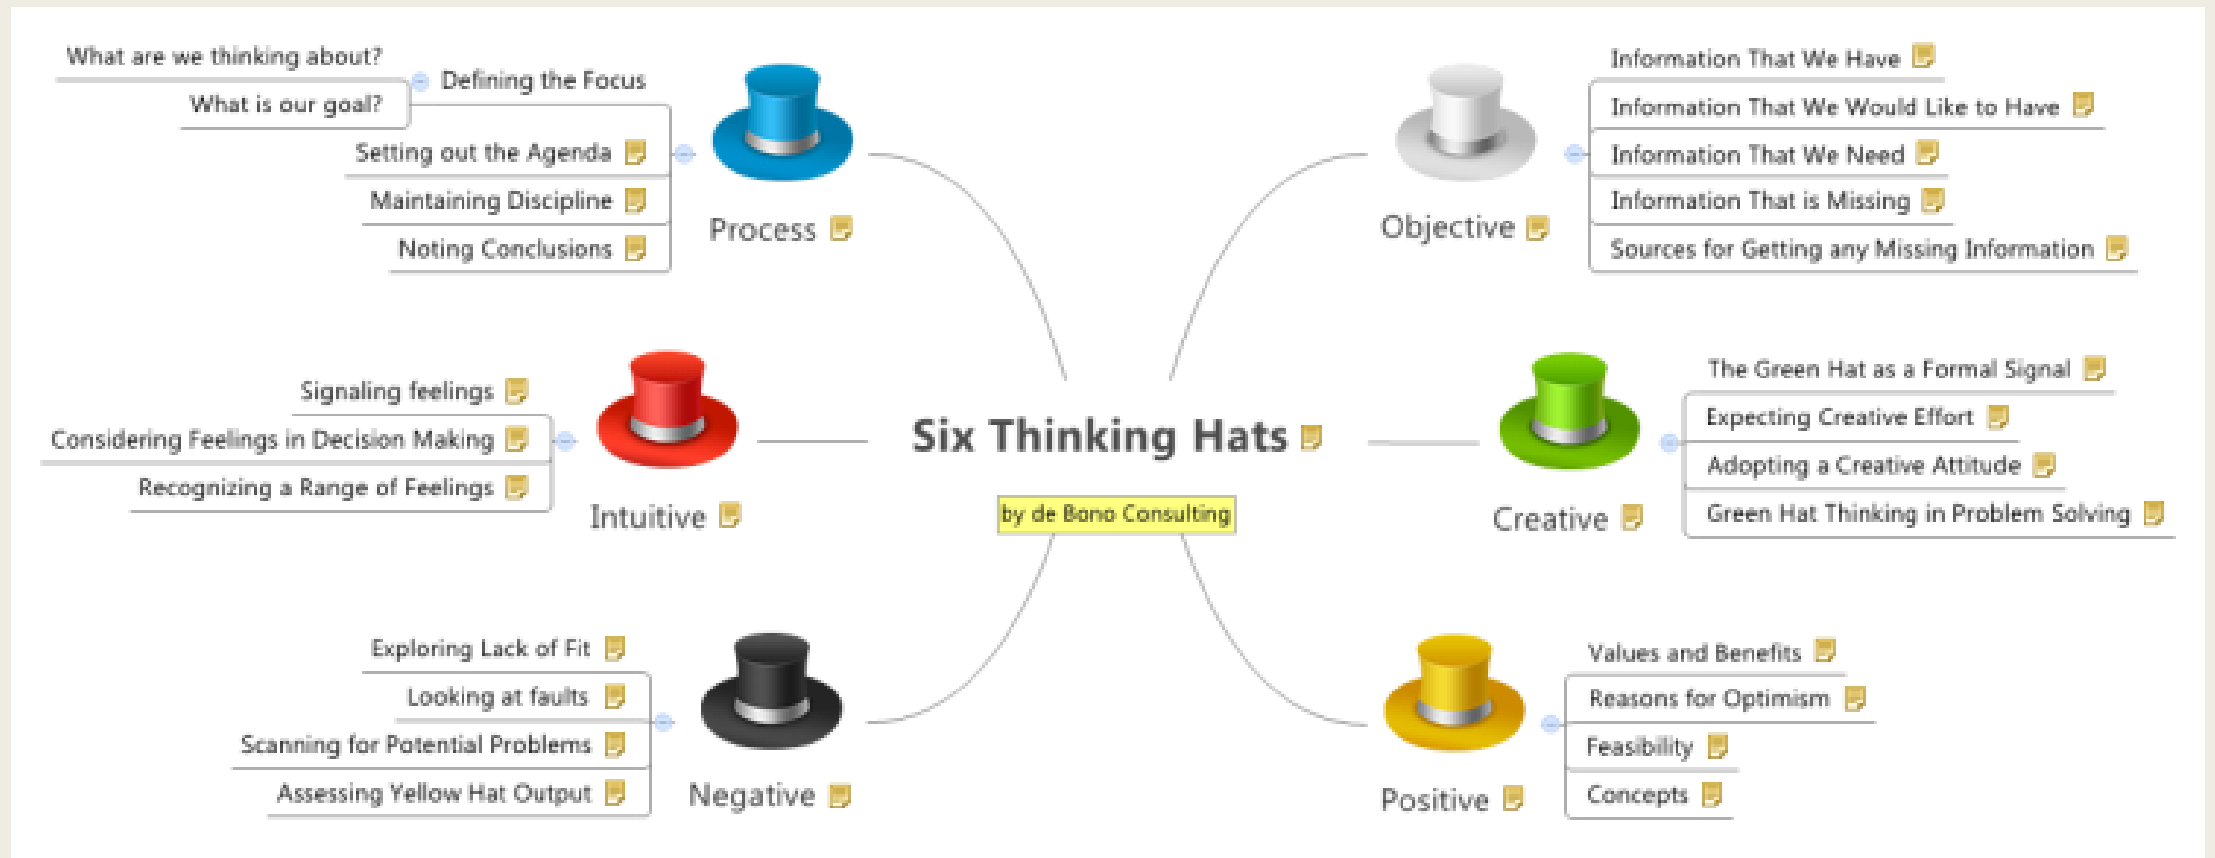 What are we thinking about?
What is our goal?
Defining the Focus
Setting out the Agenda
Maintaining Discipline
Noting Conclusions
Process
Information That We Have
Information That We Would Like to Have
Information That We Need
Information That is Missing
Sources for Getting any Missing Information
Objective
Signaling feelings
Considering Feelings in Decision Making
Recognizing a Range of Feelings
Intuitive
Six Thinking Hats
by de Bono Consulting
The Green Hat as a Formal Signal
Expecting Creative Effort
Adopting a Creative Attitude
Green Hat Thinking in Problem Solving
Creative
Exploring Lack of Fit
Looking at faults
Scanning for Potential Problems
Assessing Yellow Hat Output
Negative
Values and Benefits
Reasons for Optimism
Feasibility
Concepts
Positive